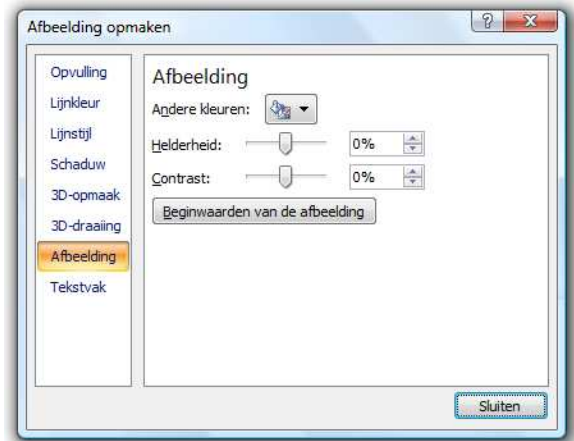 Afbeelding opmaken
?
X
Opvulling
Lijnkleur
Lijnstijl
Schaduw
3D-opmaak
3D-draaiing
Afbeelding
Tekstvak
Afbeelding
Andere kleuren:
Helderheid: 0%
Contrast: 0%
Beginwaarden van de afbeelding
Sluiten